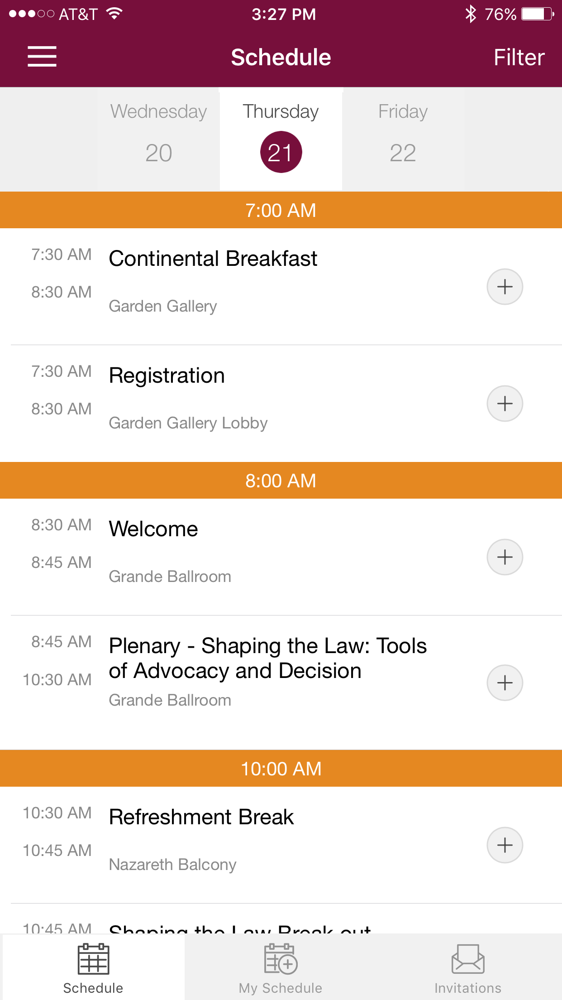 AT&T 3:27 PM 76%
Schedule Filter
Wednesday Thursday Friday
20 21 22
7:00 AM
7:30 AM Continental Breakfast
8:30 AM
Garden Gallery
7:30 AM Registration
8:30 AM
Garden Gallery Lobby
8:00 AM
8:30 AM Welcome
8:45 AM
Grande Ballroom
8:45 AM Plenary - Shaping the Law: Tools
of Advocacy and Decision
10:30 AM
Grande Ballroom
10:00 AM
10:30 AM Refreshment Break
10:45 AM
Nazareth Balcony
10:45 AM Shaping the Law Break-out
Schedule My Schedule Invitations